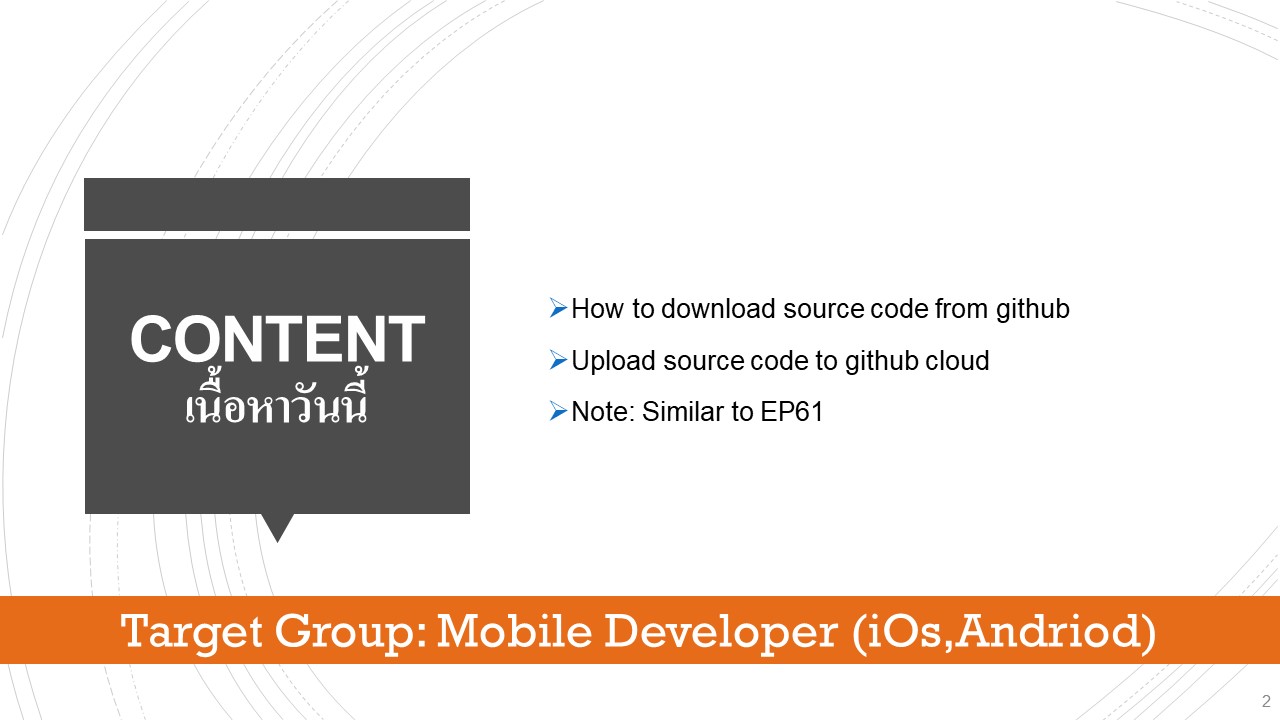 CONTENT
เนื้อหาวันนี้
How to download source code from github
Upload source code to github cloud
Note: Similar to EP61
Target Group: Mobile Developer (iOs,Andriod)
2